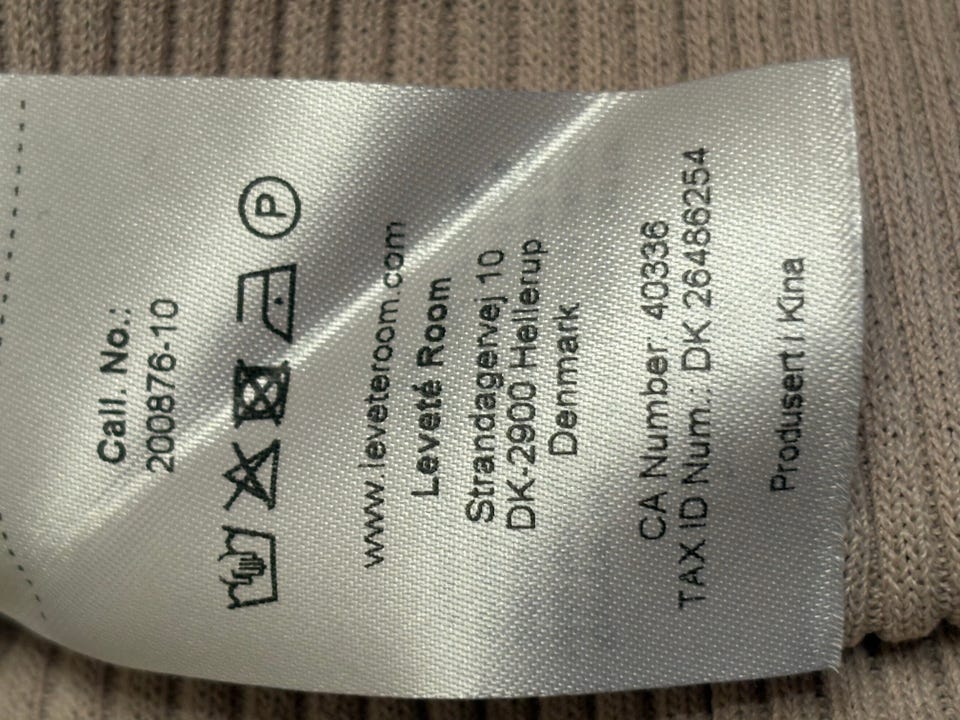 Call. No.:
200876-10
P
www.leveteroom.com
Leveté Room
Strandagervej 10
DK-2900 Hellerup
Denmark
CA Number 40336
TAX ID Num.: DK 26486254
Produsert i Kina